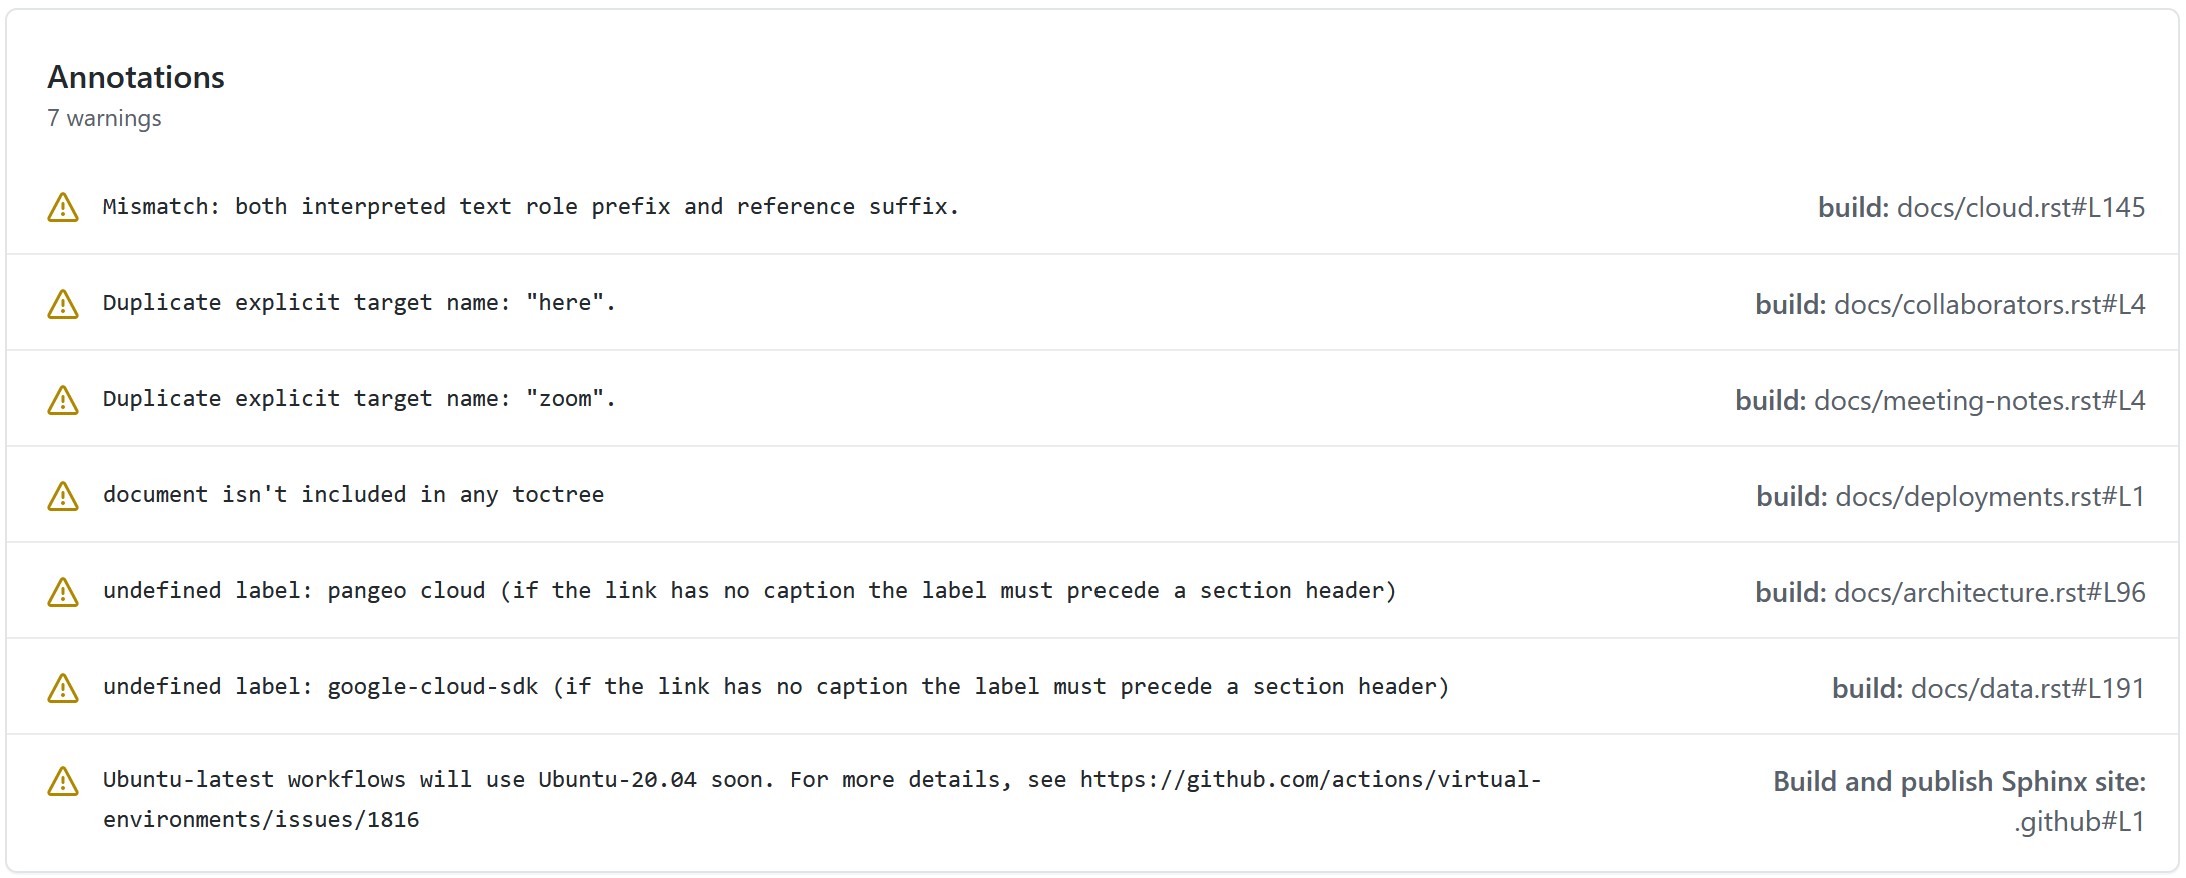 Annotations
7 warnings
Mismatch: both interpreted text role prefix and reference suffix.
build: docs/cloud.rst#L145
Duplicate explicit target name: "here".
build: docs/collaborators.rst#L4
Duplicate explicit target name: "zoom".
build: docs/meeting-notes.rst#L4
document isn't included in any toctree
build: docs/deployments.rst#L1
undefined label: pangeo cloud (if the link has no caption the label must precede a section header)
build: docs/architecture.rst#L96
undefined label: google-cloud-sdk (if the link has no caption the label must precede a section header)
build: docs/data.rst#L191
Ubuntu-latest workflows will use Ubuntu-20.04 soon. For more details, see https://github.com/actions/virtual-
environments/issues/1816
Build and publish Sphinx site:
.github#L1